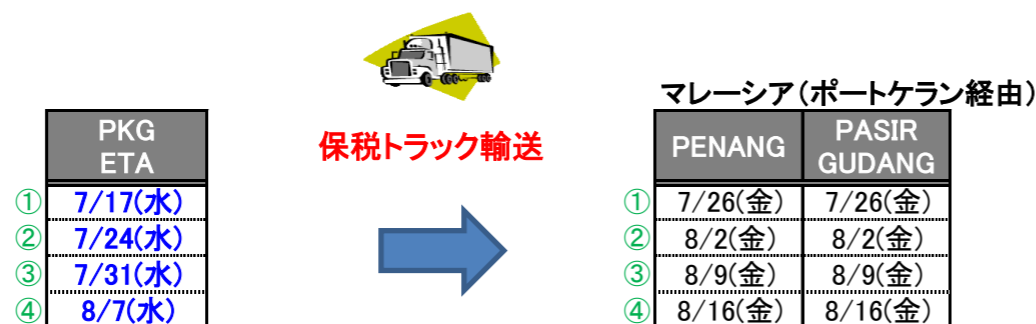 マレーシア(ポートケラン経由)
PKG
ETA
保税トラック輸送
PENANG
PASIR
GUDANG
① 7/17(水)
② 7/24(水)
③ 7/31(水)
④ 8/7(水)
① 7/26(金) 7/26(金)
② 8/2(金) 8/2(金)
③ 8/9(金) 8/9(金)
④ 8/16(金) 8/16(金)